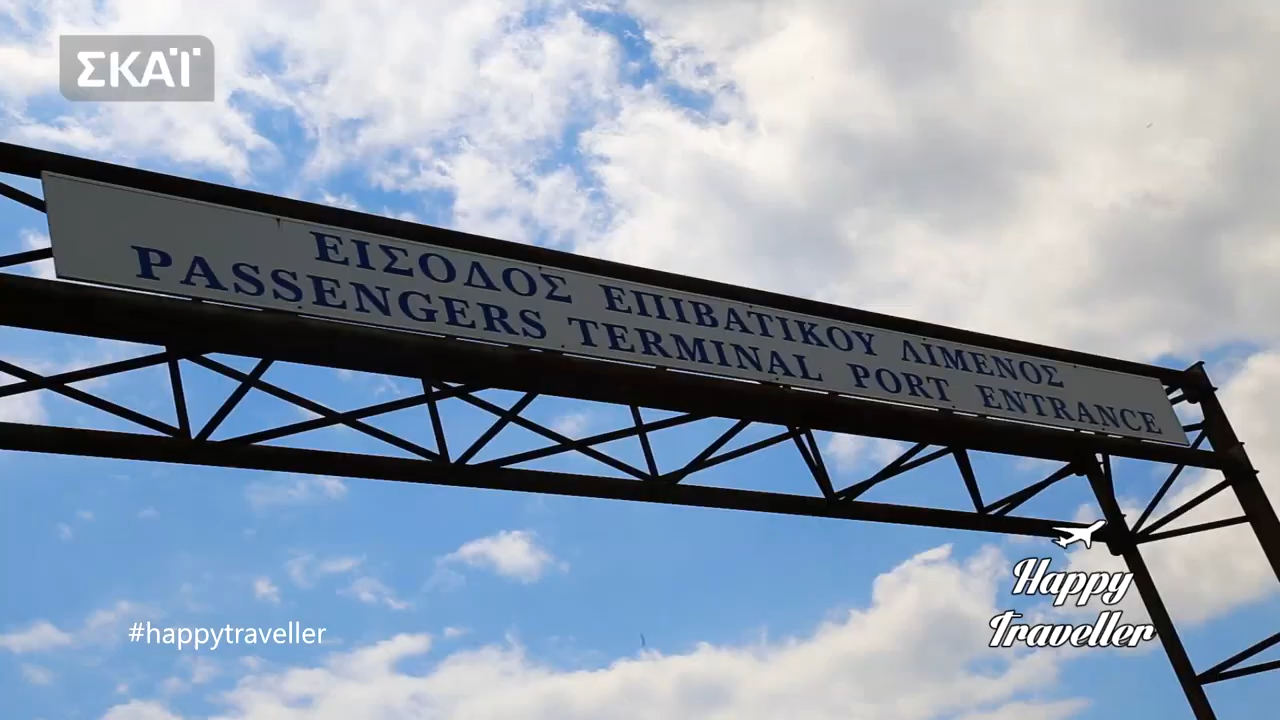 ΣΚΑΪ
ΕΙΣΟΔΟΣ ΕΠΙΒΑΤΙΚΟΥ ΛΙΜΕΝΟΣ
PASSENGERS TERMINAL PORT ENTRANCE
Happy
Traveller
#happytraveller